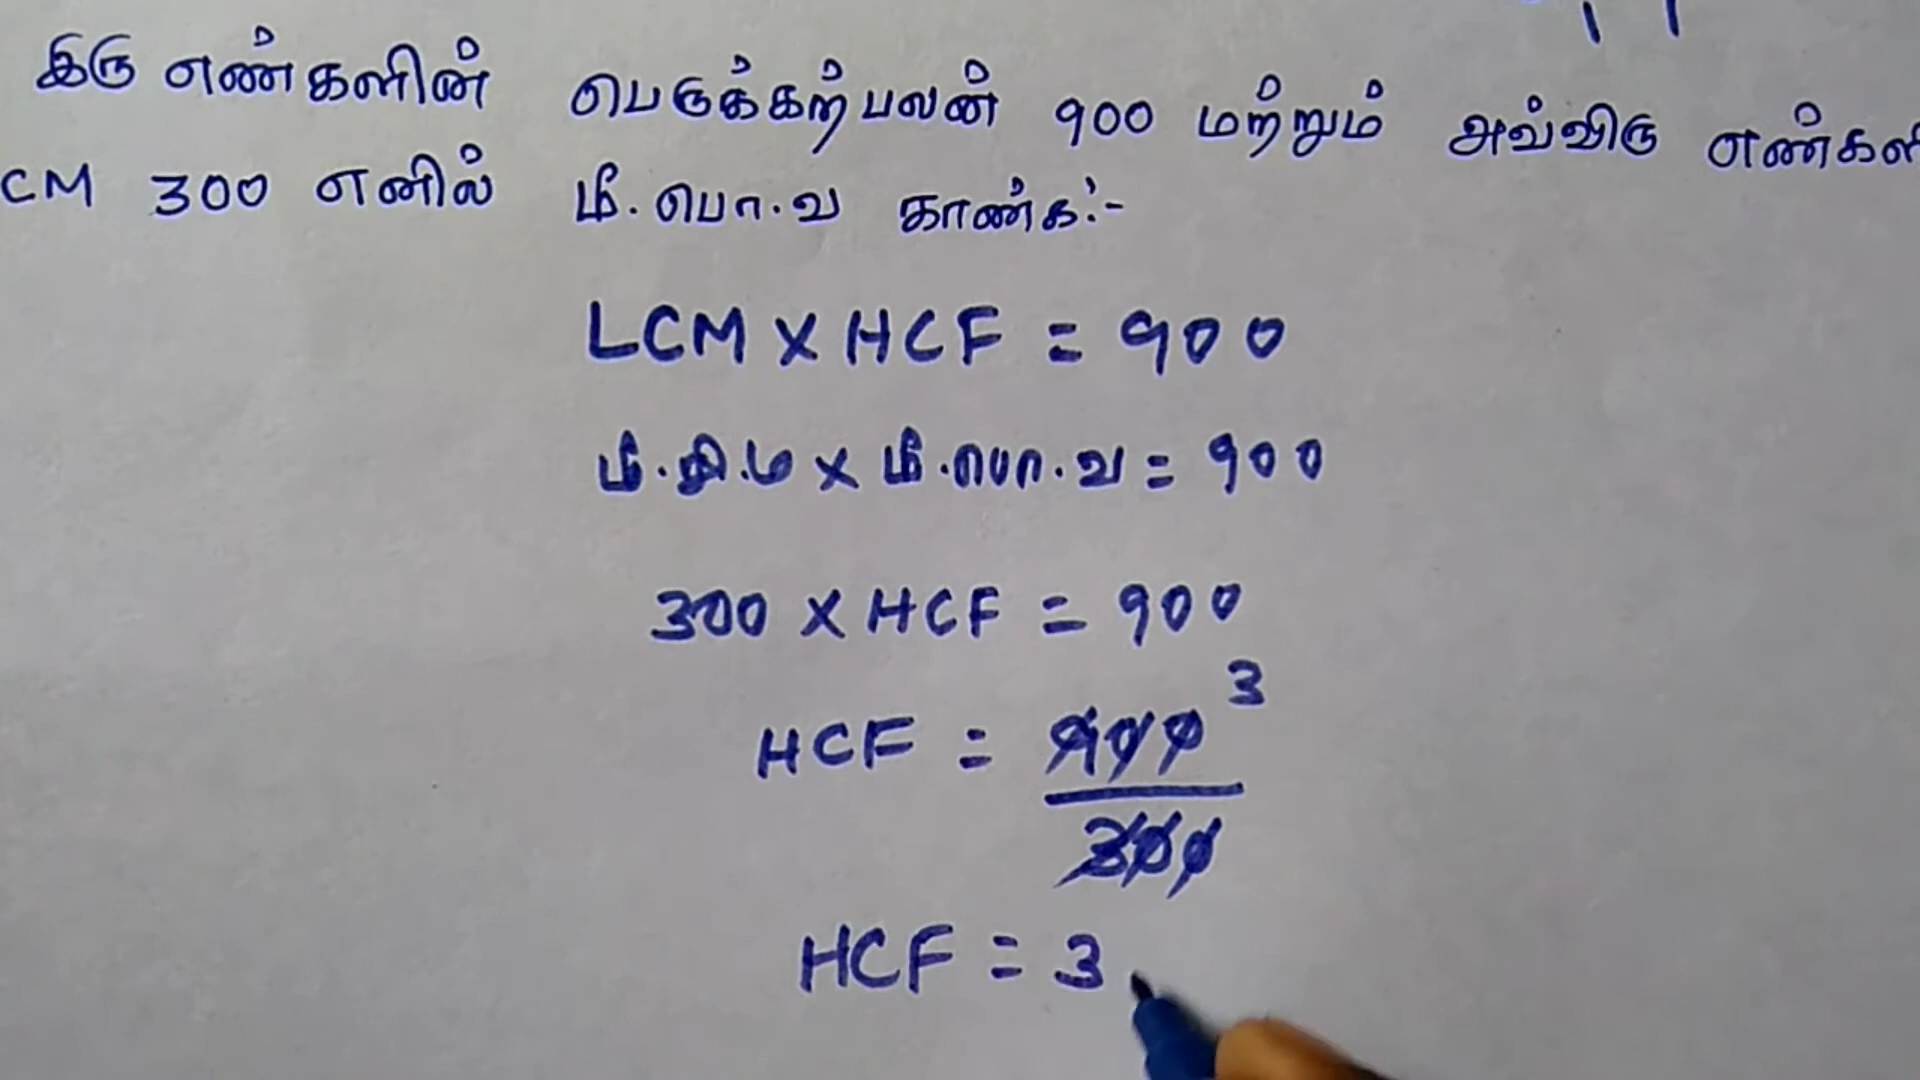 இரு எண்களின் பெருக்கற்பலன் 900 மற்றும் அவ்விரு எண்களி
CM 300 எனில் மீ.பொ.வ காண்க:-
LCM X HCF = 900
மீ.சி.ம x மீ.பொ.வ = 900
300 X HCF = 900
HCF = 900 3
300
HCF = 3